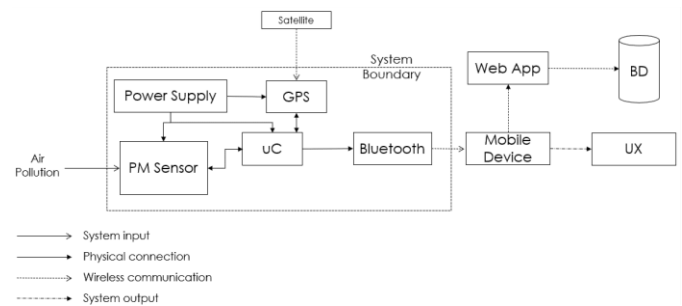 Satellite
System
Boundary
Power Supply
GPS
Web App
BD
Air
Pollution
PM Sensor
uC
Bluetooth
Mobile
Device
UX
System input
Physical connection
Wireless communication
System output